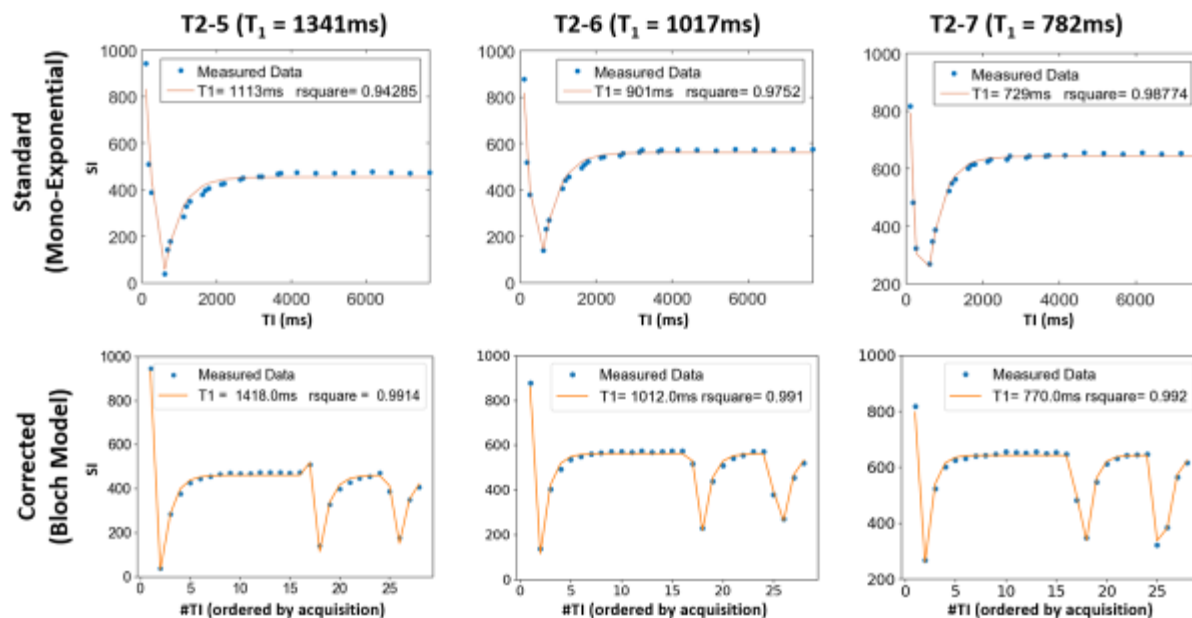 T2-5 (T1 = 1341ms)
T2-6 (T1 = 1017ms)
T2-7 (T1 = 782ms)
Standard
(Mono-Exponential)
SI
1000
800
600
400
200
0
Measured Data
T1= 1113ms rsquare= 0.94285
0 2000 4000 6000
TI (ms)
1000
800
600
400
200
0
Measured Data
T1= 901ms rsquare= 0.9752
0 2000 4000 6000
TI (ms)
1000
800
600
400
200
Measured Data
T1= 729ms rsquare= 0.98774
0 2000 4000 6000
TI (ms)
Corrected
(Bloch Model)
SI
1000
800
600
400
200
0
Measured Data
T1 = 1418.0ms rsquare = 0.9914
0 5 10 15 20 25
#TI (ordered by acquisition)
1000
800
600
400
200
0
Measured Data
T1= 1012.0ms rsquare= 0.991
0 5 10 15 20 25
#TI (ordered by acquisition)
1000
800
600
400
200
Measured Data
T1= 770.0ms rsquare= 0.992
0 5 10 15 20 25
#TI (ordered by acquisition)